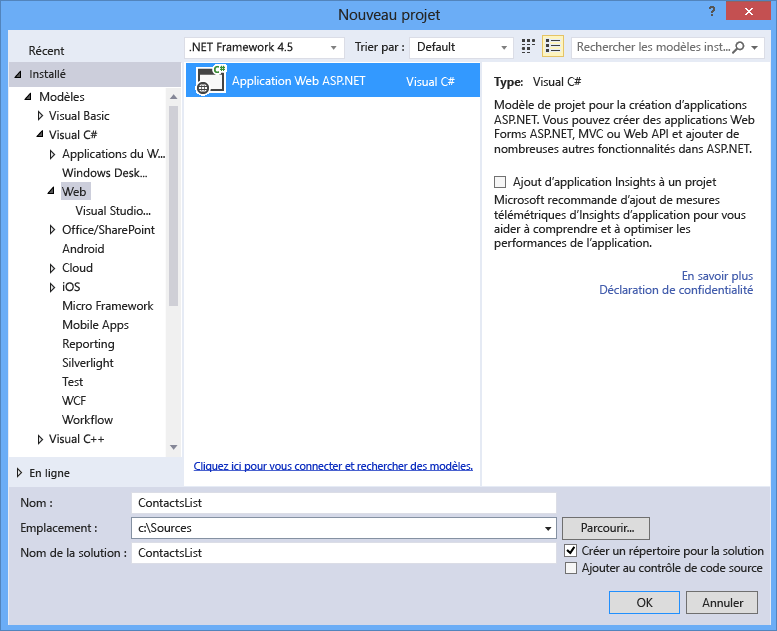 Nouveau projet
?
Récent
.NET Framework 4.5
Trier par :
Default
Rechercher les modèles inst...
Installé
Modèles
Visual Basic
Visual C#
Applications du W...
Windows Desk...
Web
Visual Studio...
Office/SharePoint
Android
Cloud
iOS
Micro Framework
Mobile Apps
Reporting
Silverlight
Test
WCF
Workflow
Visual C++
En ligne
C#
Application Web ASP.NET
Visual C#
Cliquez ici pour vous connecter et rechercher des modèles.
Type: Visual C#
Modèle de projet pour la création d'applications
ASP.NET. Vous pouvez créer des applications Web
Forms ASP.NET, MVC ou Web API et ajouter de
nombreuses autres fonctionnalités dans ASP.NET.
Ajout d'application Insights à un projet
Microsoft recommande d'ajout de mesures
télémétriques d'Insights d'application pour vous
aider à comprendre et à optimiser les
performances de l'application.
En savoir plus
Déclaration de confidentialité
Nom :
ContactsList
Emplacement :
c:\Sources
Parcourir...
Nom de la solution :
ContactsList
Créer un répertoire pour la solution
Ajouter au contrôle de code source
OK
Annuler